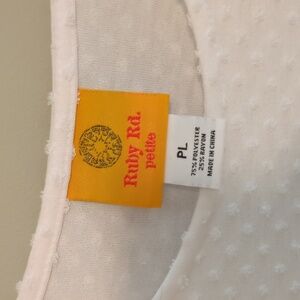 Ruby Rd.
petite
PL
75% POLYESTER
25% RAYON
MADE IN CHINA